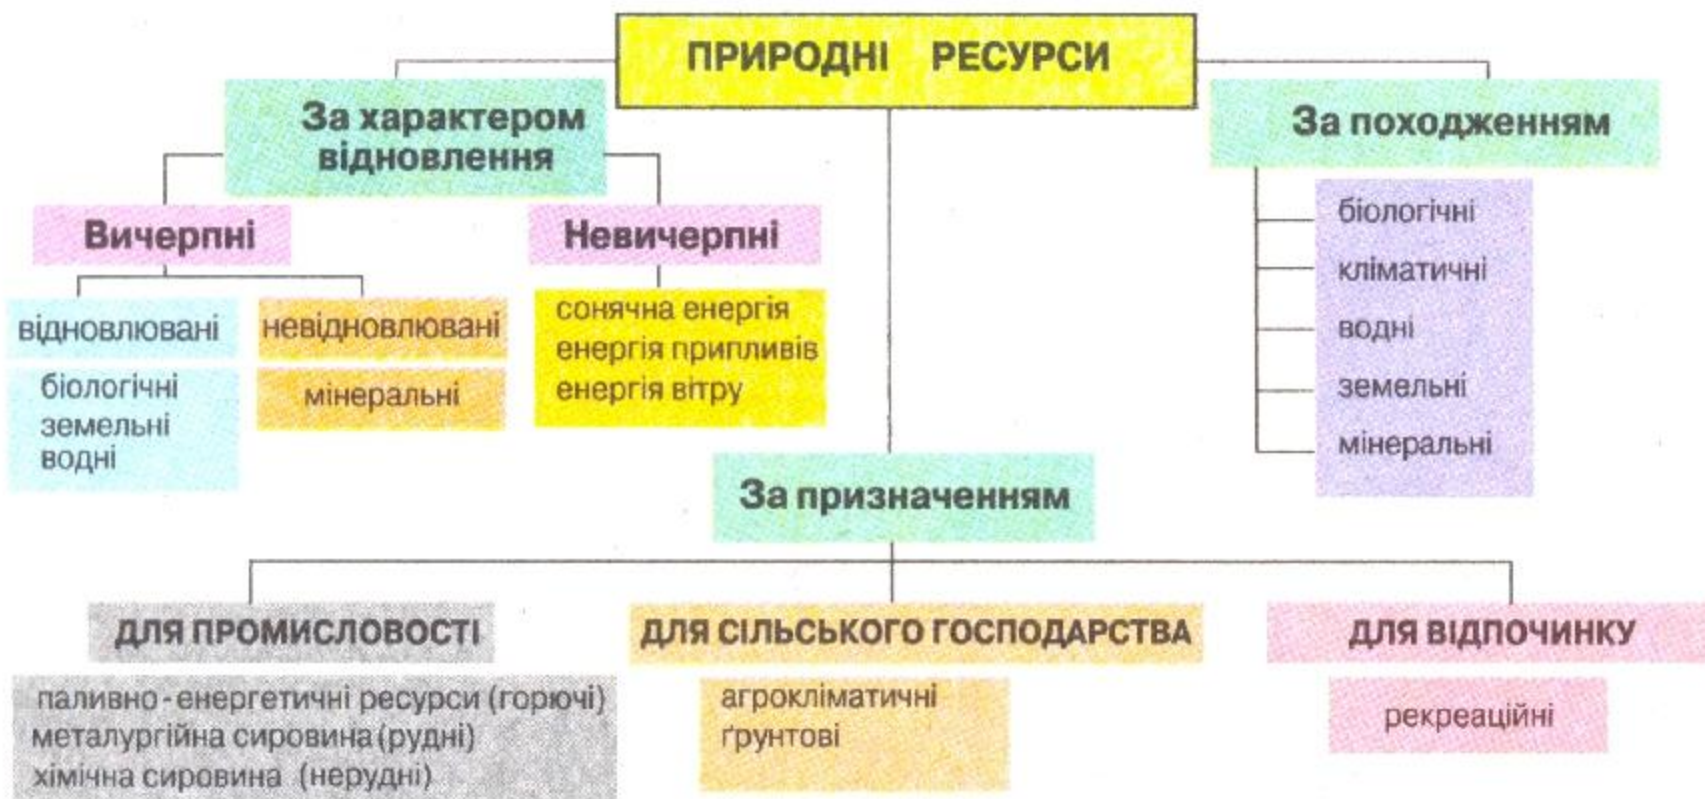 ПРИРОДНІ РЕСУРСИ
За характером
відновлення
Вичерпні
відновлювані
біологічні
земельні
водні
невідновлювані
мінеральні
Невичерпні
сонячна енергія
енергія припливів
енергія вітру
За походженням
біологічні
кліматичні
водні
земельні
мінеральні
За призначенням
ДЛЯ ПРОМИСЛОВОСТІ
паливно-енергетичні ресурси (горючі)
металургійна сировина (рудні)
хімічна сировина (нерудні)
ДЛЯ СІЛЬСЬКОГО ГОСПОДАРСТВА
агрокліматичні
ґрунтові
ДЛЯ ВІДПОЧИНКУ
рекреаційні